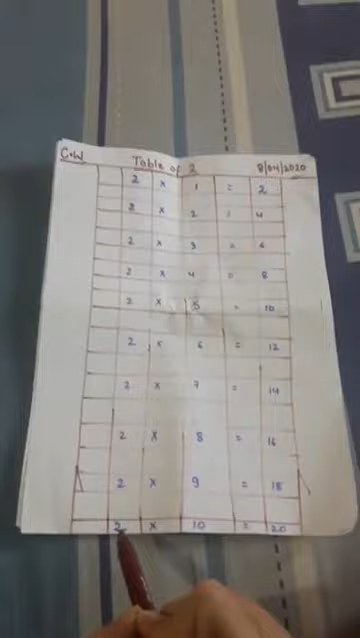 C.W Table of 2 8/04/2020
2 x 1 = 2
2 x 2 = 4
2 x 3 = 6
2 x 4 = 8
2 x 5 = 10
2 x 6 = 12
2 x 7 = 14
2 x 8 = 16
2 x 9 = 18
2 x 10 = 20